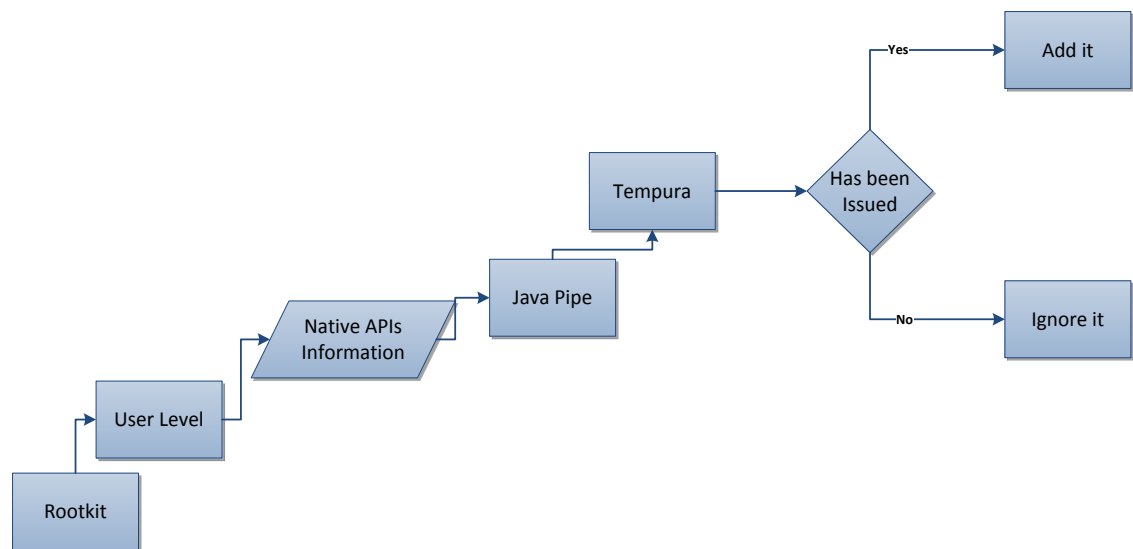 Yes
Add it
Has been
Issued
Tempura
Java Pipe
Native APIs
Information
No
Ignore it
User Level
Rootkit